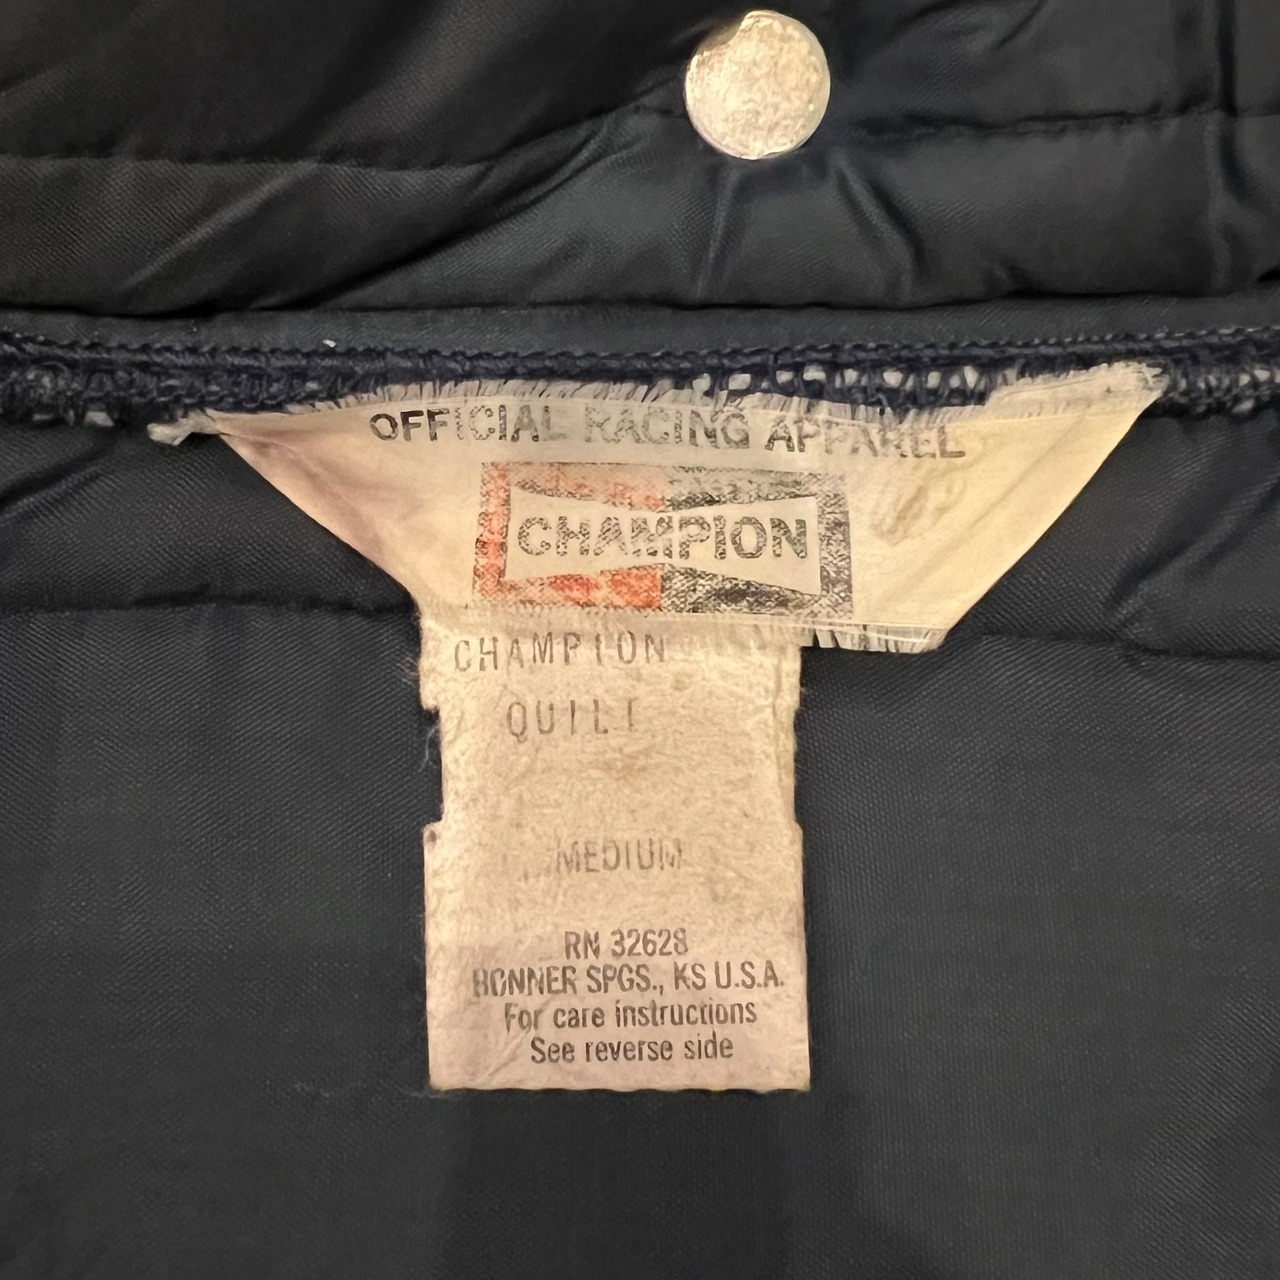 OFFICIAL RACING APPAREL
CHAMPION
CHAMPION
QUILT
MEDIUM
RN 32628
BONNER SPGS., KS U.S.A.
For care instructions
See reverse side